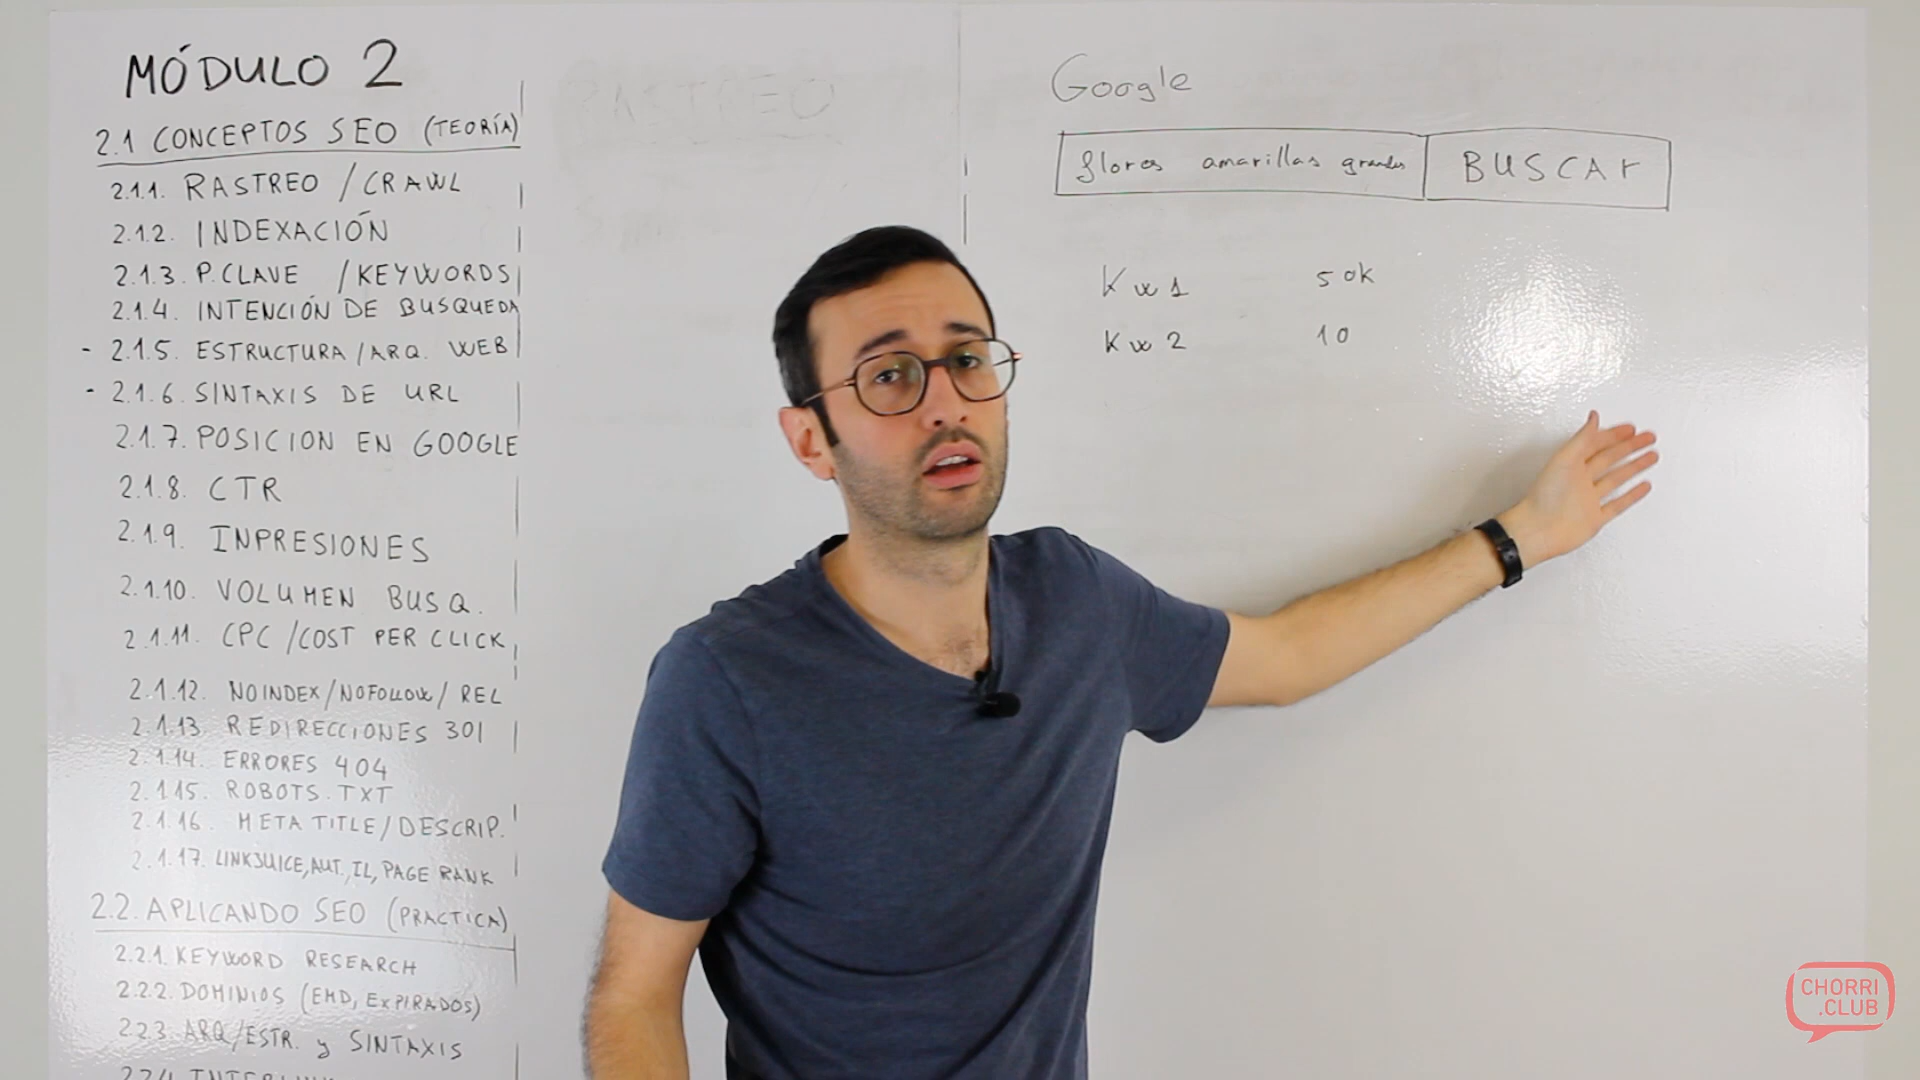 MÓDULO 2
2.1 CONCEPTOS SEO (TEORÍA)
2.1.1. RASTREO / CRAWL
2.1.2. INDEXACIÓN
2.1.3. P.CLAVE / KEYWORDS
2.1.4. INTENCIÓN DE BUSQUEDA
- 2.1.5. ESTRUCTURA/ARQ. WEB
- 2.1.6. SINTAXIS DE URL
2.1.7. POSICION EN GOOGLE
2.1.8. CTR
2.1.9. INPRESIONES
2.1.10. VOLUMEN BUSQ.
2.1.11. CPC /COST PER CLICK
2.1.12. NOINDEX/NOFOLLOW/ REL
2.1.13 REDIRECCIONES 301
2.1.14. ERRORES 404
2.1.15. ROBOTS.TXT
2.1.16. META TITLE/DESCRIP.
2.1.17. LINKJUICE, AUT., IL, PAGE RANK
2.2. APLICANDO SEO (PRACTICA)
2.2.1. KEYWORD RESEARCH
2.2.2. DOMINIOS (EMD, EXPIRADOS)
2.2.3. ARQ/ESTR. y SINTAXIS
RASTREO
Google
flores amarillas grandes BUSCAr
Kw 1 50K
Kw 2 10
CHORRI
.CLUB